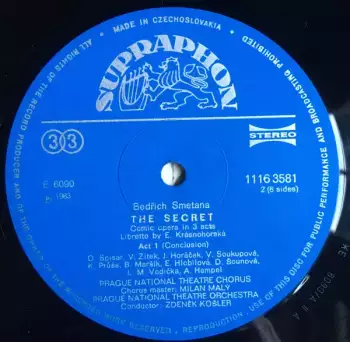 MADE IN CZECHOSLOVAKIA
ALL RIGHTS OF THE RECORD PRODUCER AND OF THE OWNER OF THE WORKS REPRODUCED RESERVED. REPRODUCTION, USE OF THIS DISC FOR PUBLIC PERFORMANCE AND BROADCASTING PROHIBITED
SUPRAPHON
33
STEREO
E 6090
1983
1116 3581
2 (6 sides)
Bedřich Smetana
THE SECRET
Comic opera in 3 acts
Libretto by E. Krásnohorská
Act 1 (Conclusion)
O. Spisar, V. Zítek, J. Horáček, V. Soukupová,
K. Průša, B. Maršík, E. Hlobilová, D. Šounová,
L. M. Vodička, A. Hampel
PRAGUE NATIONAL THEATRE CHORUS
Chorus master: MILAN MALÝ
PRAGUE NATIONAL THEATRE ORCHESTRA
Conductor: ZDENĚK KOŠLER